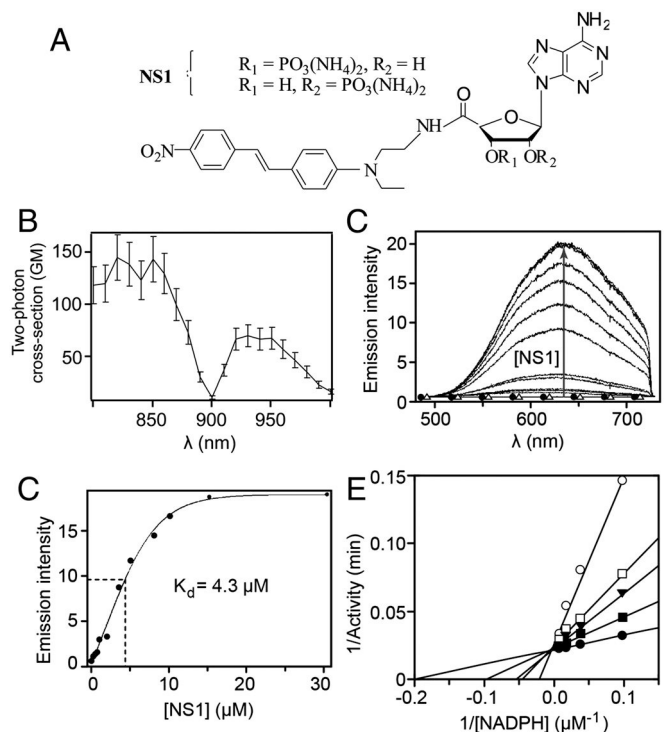 A
NS1
R1 = PO3(NH4)2, R2 = H
R1 = H, R2 = PO3(NH4)2
NH2
N
N
N
N
O
NH
O
OR1
OR2
O2N
N
B
Two-photon
cross-section (GM)
150
100
50
850
900
950
λ (nm)
C
Emission intensity
20
15
10
5
0
[NS1]
500
600
700
λ (nm)
C
Emission intensity
15
10
5
0
Kd = 4.3 μM
0
10
20
30
[NS1] (μM)
E
1/Activity (min)
0.15
0.10
0.05
0.00
-0.2
-0.1
0.0
0.1
1/[NADPH] (μM-1)